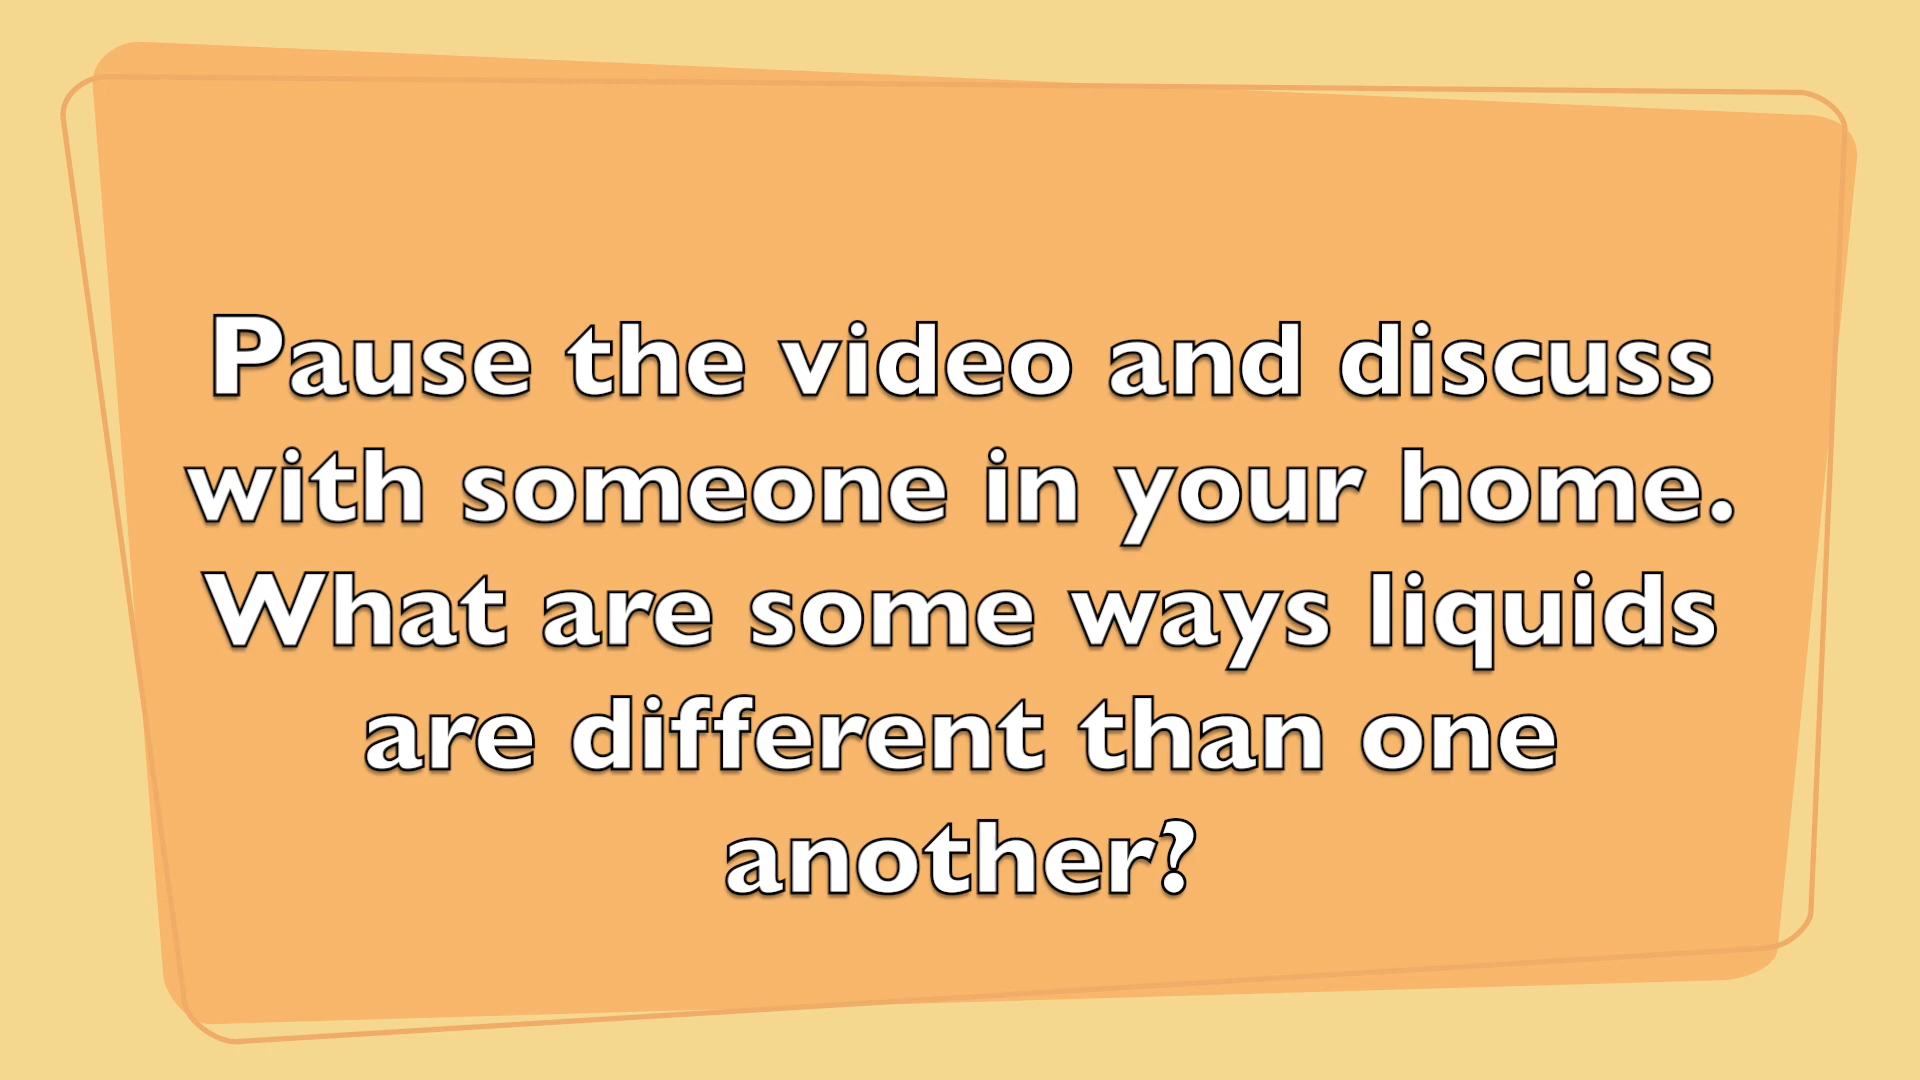 Pause the video and discuss
with someone in your home.
What are some ways liquids
are different than one
another?